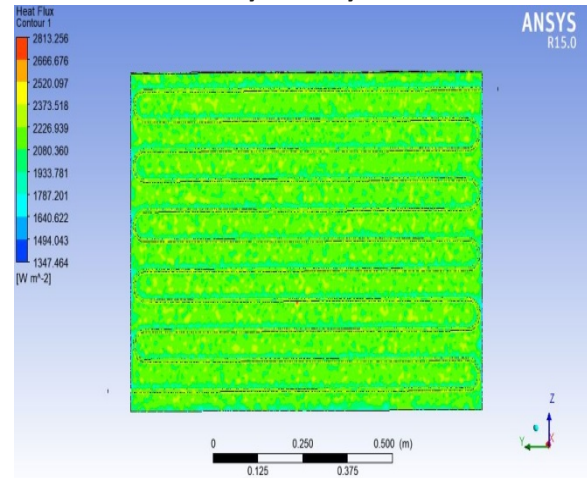 Heat Flux
Contour 1
ANSYS
R15.0
2813.256
2666.676
2520.097
2373.518
2226.939
2080.360
1933.781
1787.201
1640.622
1494.043
1347.464
[W m^-2]
Z
Y
X
0 0.250 0.500 (m)
0.125 0.375